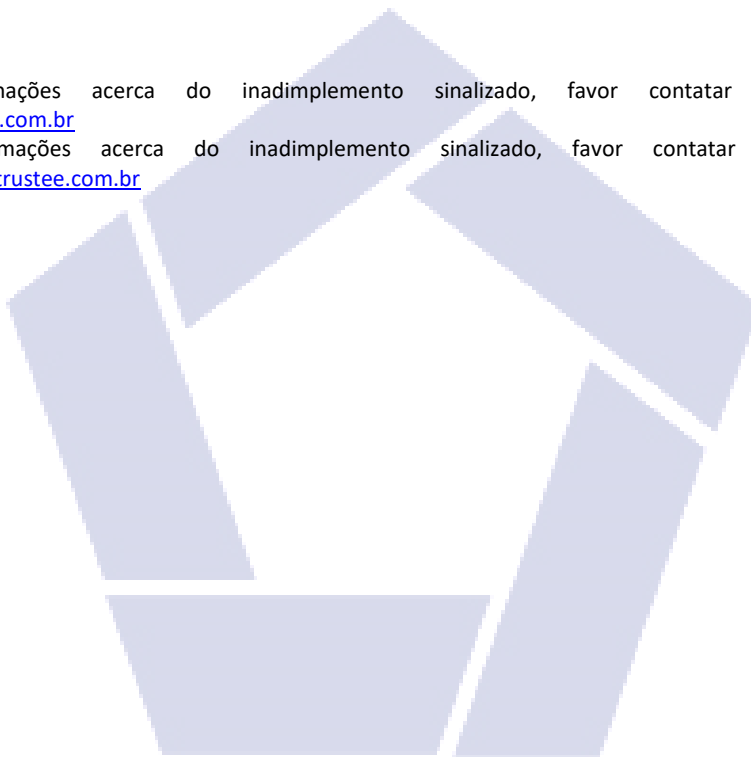 mações acerca do inadimplemento sinalizado, favor contatar
.com.br
mações acerca do inadimplemento sinalizado, favor contatar
trustee.com.br